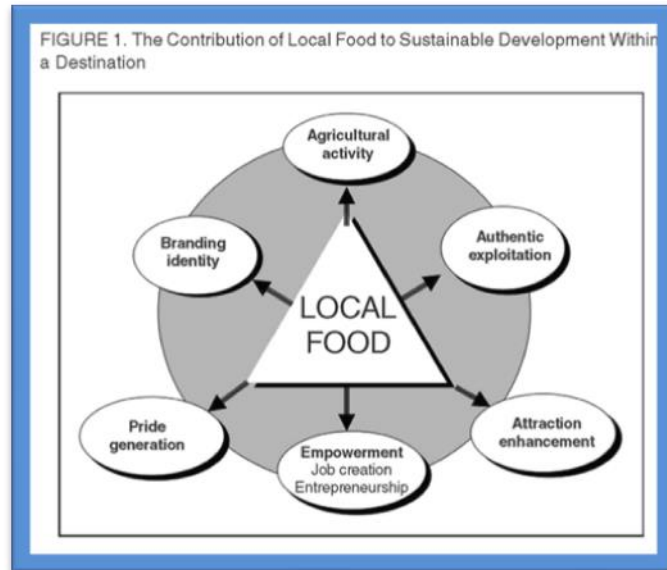 FIGURE 1. The Contribution of Local Food to Sustainable Development Within
a Destination
Agricultural
activity
Branding
identity
Authentic
exploitation
LOCAL
FOOD
Pride
generation
Empowerment
Job creation
Entrepreneurship
Attraction
enhancement